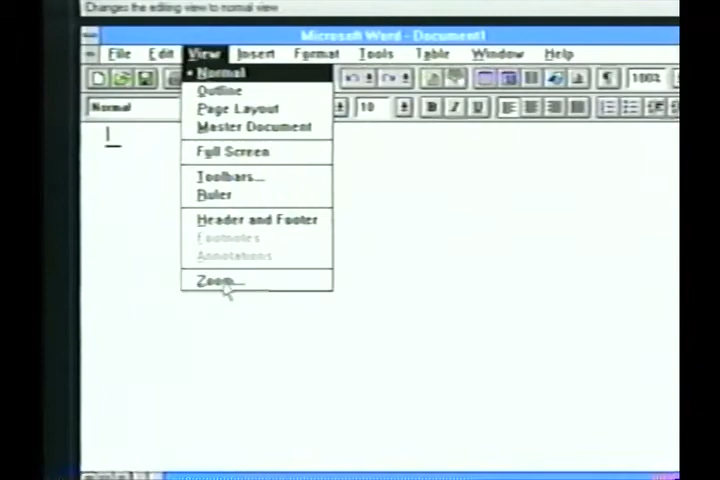 Changes the editing view to normal view
Microsoft Word - Document1
File Edit View Insert Format Tools Table Window Help
Normal
100%
Outline
Normal
10
B I U
Page Layout
Master Document
Full Screen
Toolbars...
Ruler
Header and Footer
Footnotes
Annotations
Zoom...